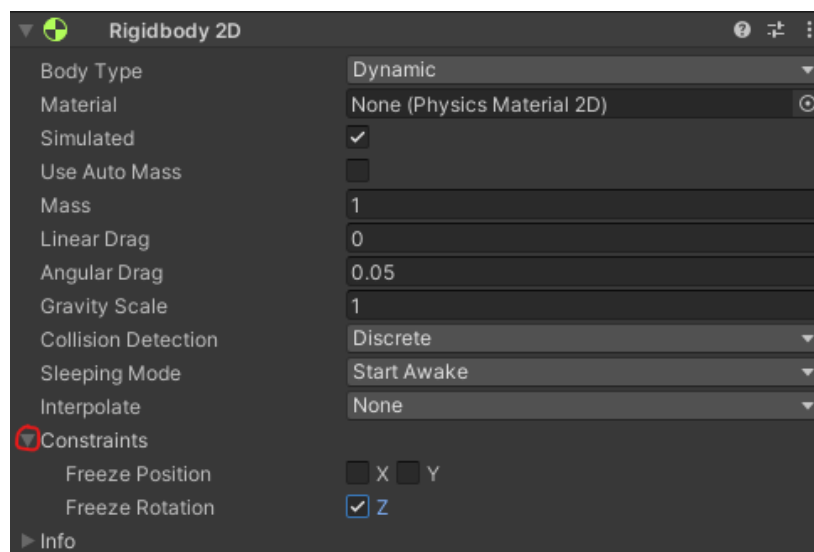 Rigidbody 2D
Body Type Dynamic
Material None (Physics Material 2D)
Simulated
Use Auto Mass
Mass 1
Linear Drag 0
Angular Drag 0.05
Gravity Scale 1
Collision Detection Discrete
Sleeping Mode Start Awake
Interpolate None
Constraints
Freeze Position X Y
Freeze Rotation Z
Info